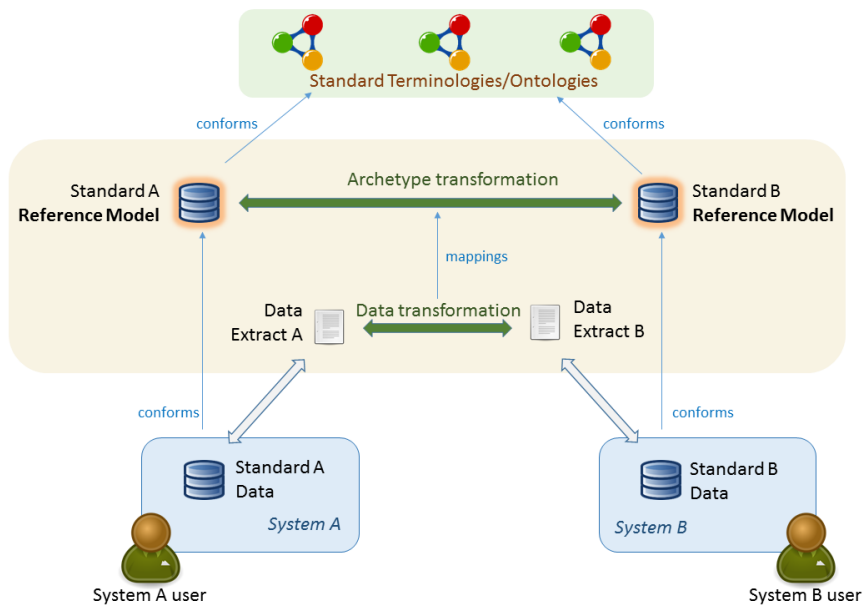 Standard Terminologies/Ontologies
conforms
conforms
Standard A
Reference Model
Archetype transformation
Standard B
Reference Model
mappings
Data
Extract A
Data transformation
Data
Extract B
conforms
conforms
Standard A
Data
System A
Standard B
Data
System B
System A user
System B user